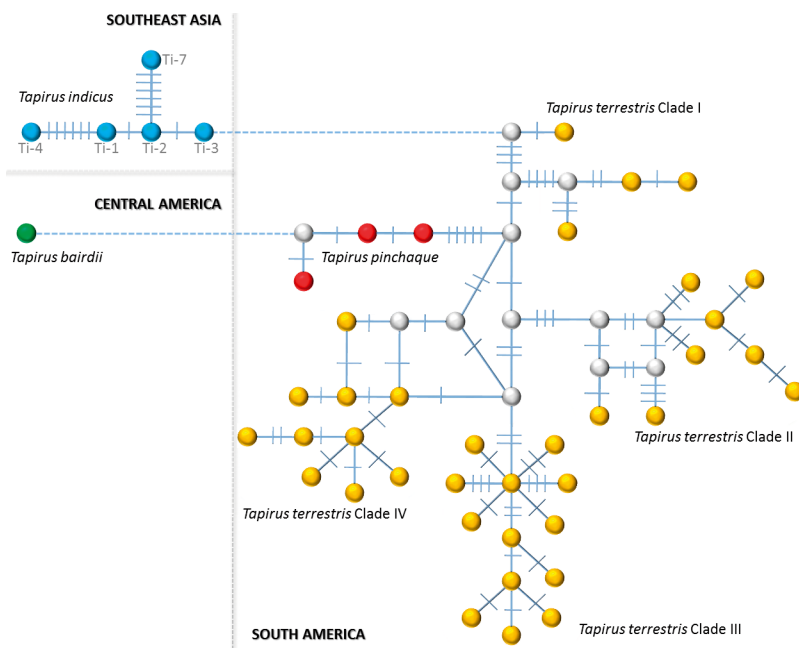 SOUTHEAST ASIA
Ti-7
Tapirus indicus
Tapirus terrestris Clade I
Ti-4
Ti-1
Ti-2
Ti-3
CENTRAL AMERICA
Tapirus bairdii
Tapirus pinchaque
Tapirus terrestris Clade II
Tapirus terrestris Clade IV
Tapirus terrestris Clade III
SOUTH AMERICA